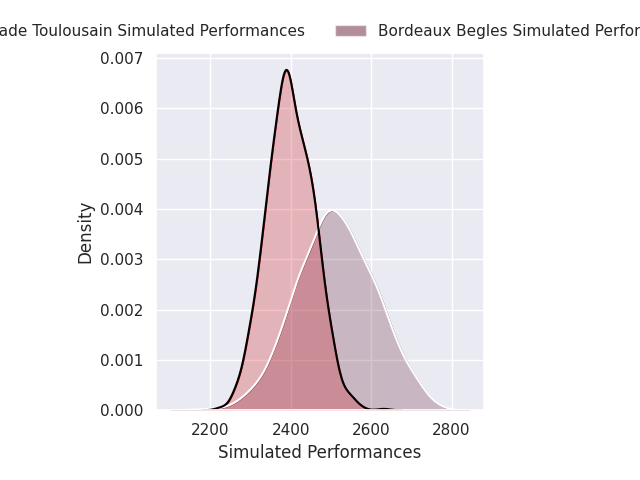 ade Toulousain Simulated Performances
Bordeaux Begles Simulated Perfor
0.007
0.006
0.005
0.004
0.003
0.002
0.001
0.000
Density
2200 2400 2600 2800
Simulated Performances